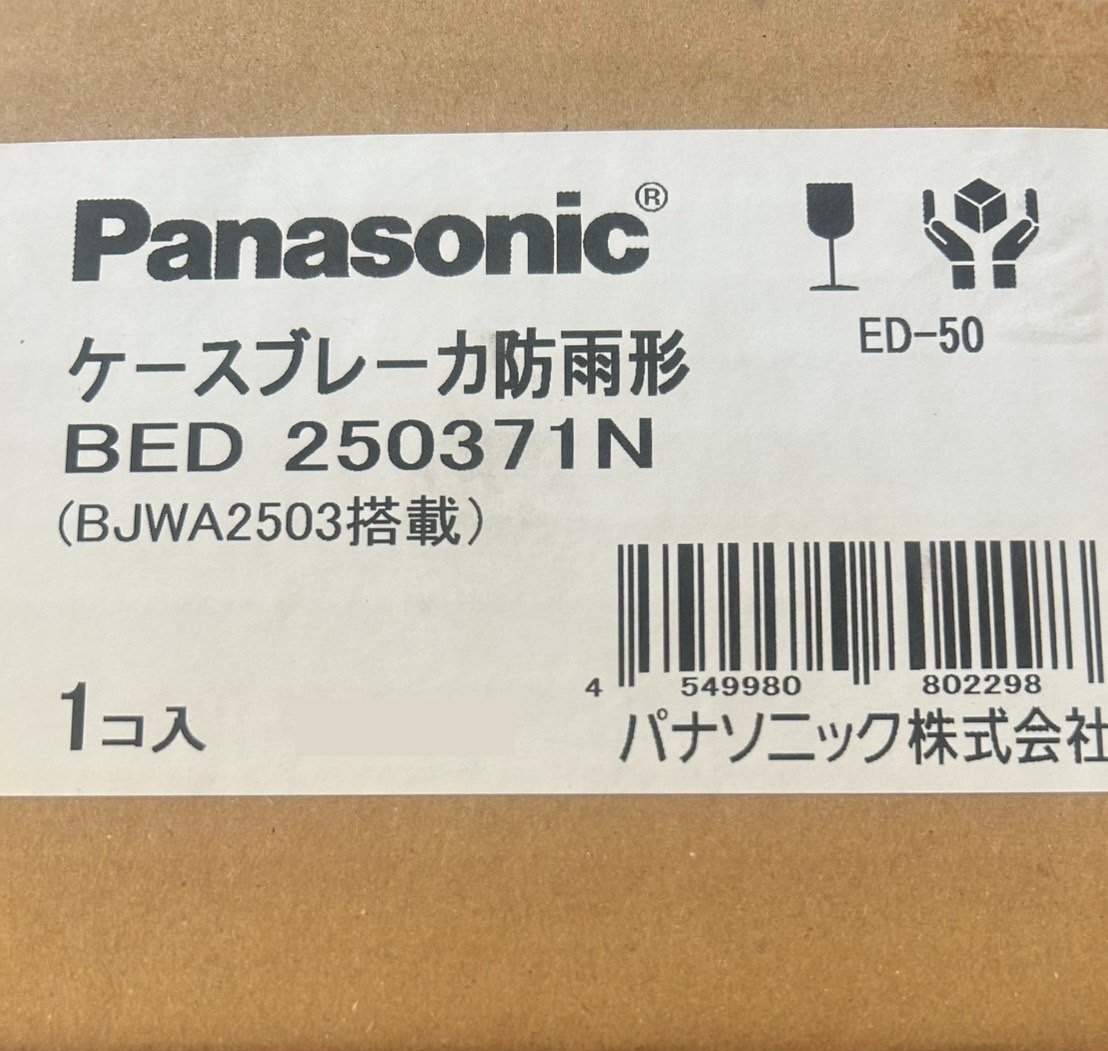 Panasonic®
ED-50
ケースブレーカ防雨形
BED 250371N
(BJWA2503搭載)
4 549980 802298
1コ入
パナソニック株式会社